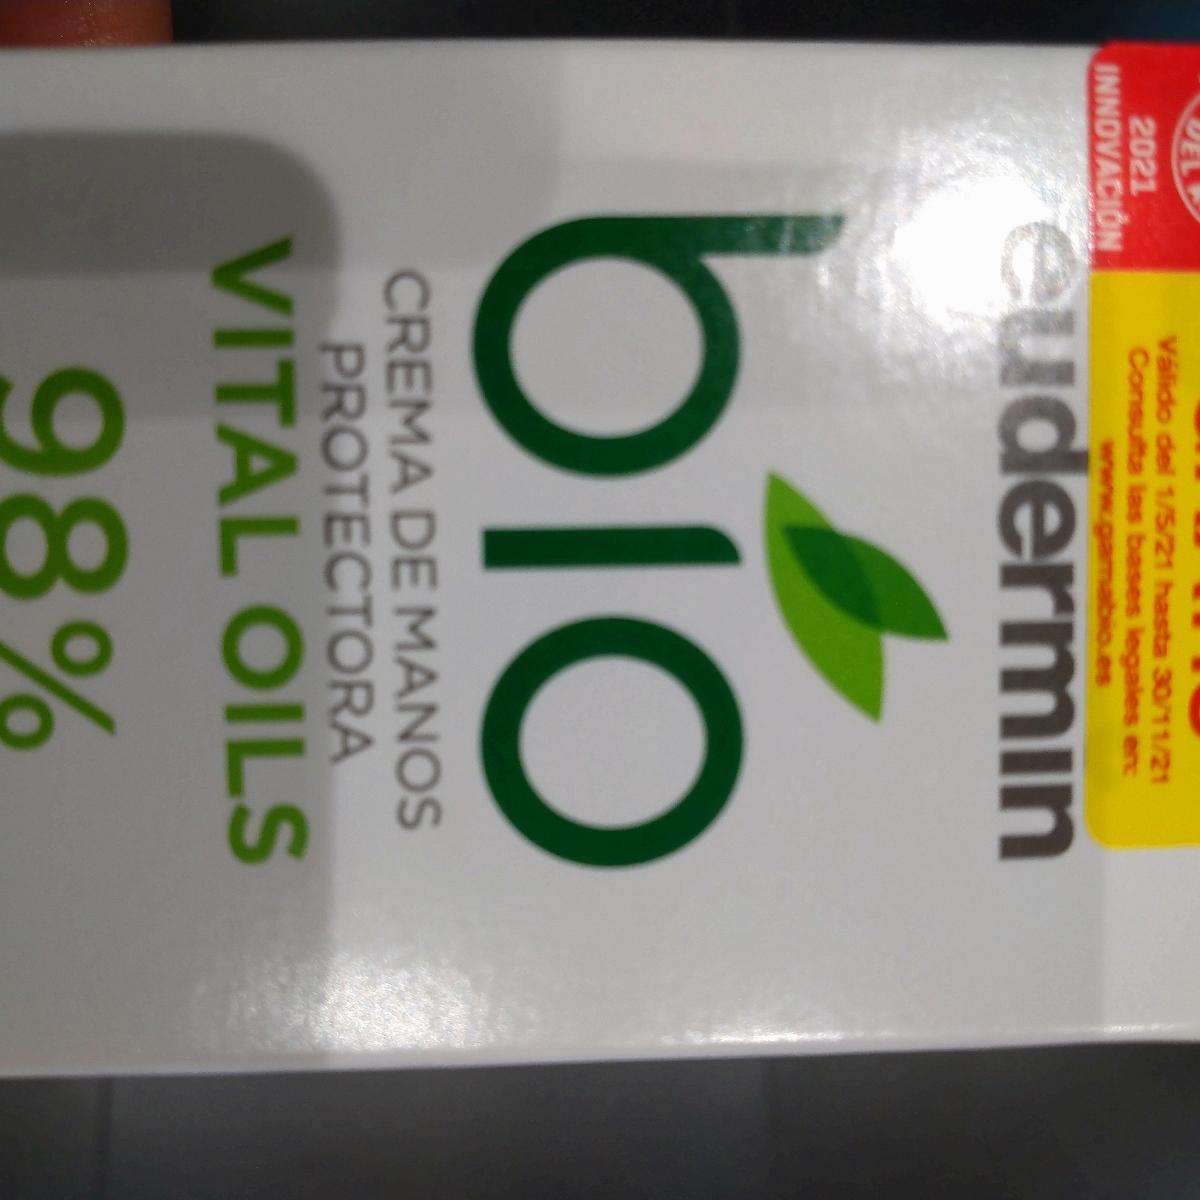 2021
INNOVACIÓN
Válido del 1/5/21 hasta 30/11/21
Consulta las bases legales en:
www.gamabio.es
eudermin
bio
CREMA DE MANOS
PROTECTORA
VITAL OILS
98%